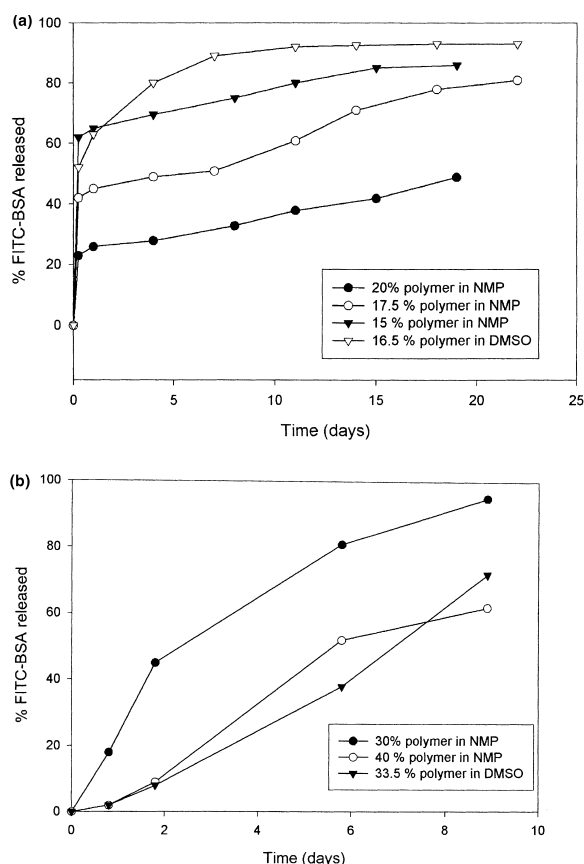 (a)
100
80
60
40
20
0
% FITC-BSA released
20% polymer in NMP
17.5 % polymer in NMP
15 % polymer in NMP
16.5 % polymer in DMSO
0 5 10 15 20 25
Time (days)
(b)
100
80
60
40
20
0
% FITC-BSA released
30% polymer in NMP
40 % polymer in NMP
33.5 % polymer in DMSO
0 2 4 6 8 10
Time (days)